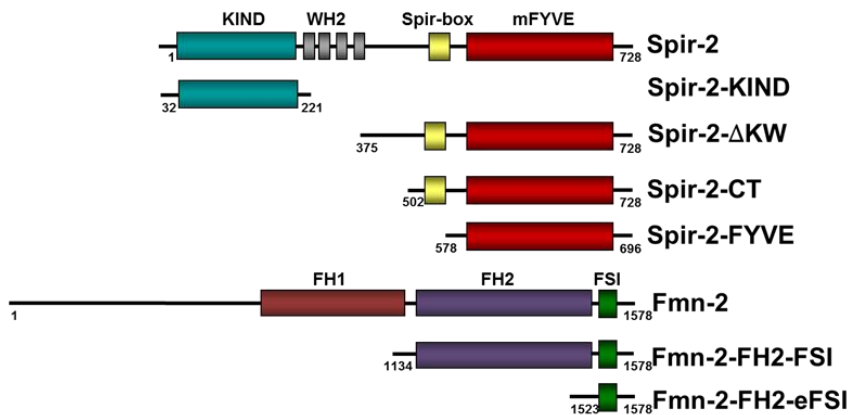 KIND WH2 Spir-box mFYVE
1 728 Spir-2
32 221 Spir-2-KIND
375 728 Spir-2-ΔKW
502 728 Spir-2-CT
578 696 Spir-2-FYVE
FH1 FH2 FSI
1 1578 Fmn-2
1134 1578 Fmn-2-FH2-FSI
1523 1578 Fmn-2-FH2-eFSI